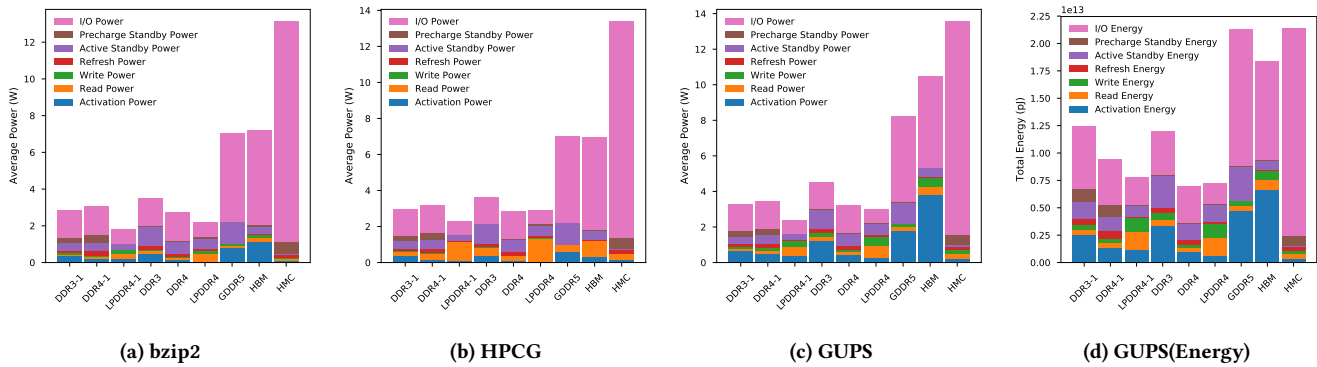 I/O Power
Precharge Standby Power
Active Standby Power
Refresh Power
Write Power
Read Power
Activation Power
Average Power (W)
12
10
8
6
4
2
0
DDR3-1
DDR4-1
LPDDR4-1
DDR3
DDR4
LPDDR4
GDDR5
HBM
HMC
(a) bzip2
I/O Power
Precharge Standby Power
Active Standby Power
Refresh Power
Write Power
Read Power
Activation Power
Average Power (W)
14
12
10
8
6
4
2
0
DDR3-1
DDR4-1
LPDDR4-1
DDR3
DDR4
LPDDR4
GDDR5
HBM
HMC
(b) HPCG
I/O Power
Precharge Standby Power
Active Standby Power
Refresh Power
Write Power
Read Power
Activation Power
Average Power (W)
14
12
10
8
6
4
2
0
DDR3-1
DDR4-1
LPDDR4-1
DDR3
DDR4
LPDDR4
GDDR5
HBM
HMC
(c) GUPS
1e13
I/O Energy
Precharge Standby Energy
Active Standby Energy
Refresh Energy
Write Energy
Read Energy
Activation Energy
Total Energy (pJ)
2.25
2.00
1.75
1.50
1.25
1.00
0.75
0.50
0.25
0.00
DDR3-1
DDR4-1
LPDDR4-1
DDR3
DDR4
LPDDR4
GDDR5
HBM
HMC
(d) GUPS(Energy)